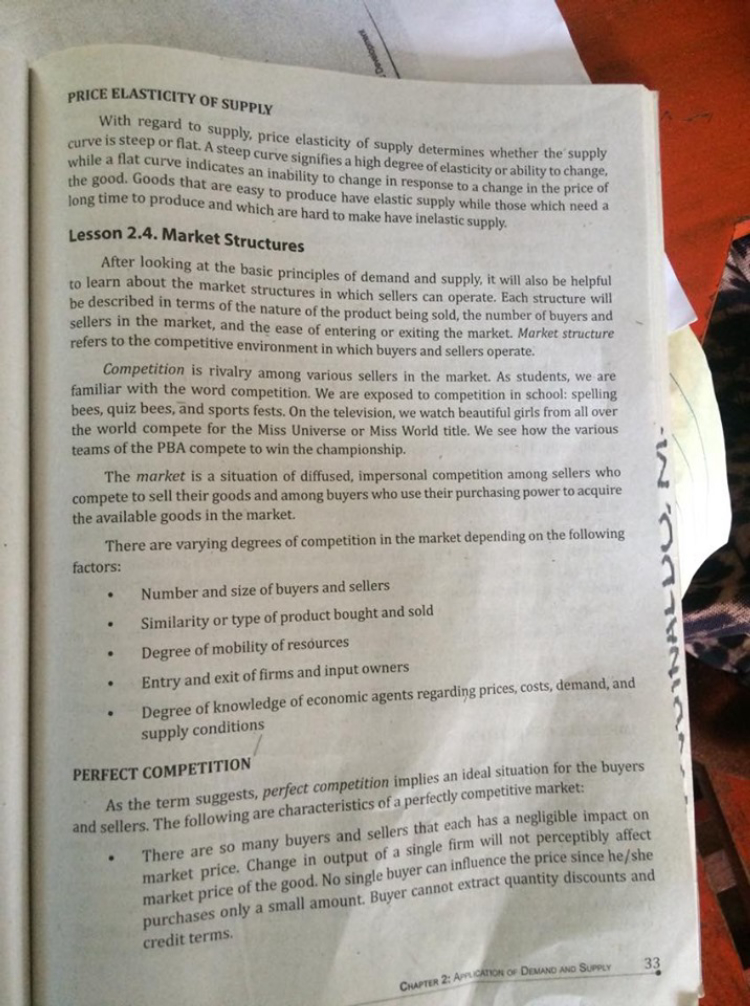 Development
PRICE ELASTICITY OF SUPPLY
With regard to supply, price elasticity of supply determines whether the supply
curve is steep or flat. A steep curve signifies a high degree of elasticity or ability to change,
while a flat curve indicates an inability to change in response to a change in the price of
the good. Goods that are easy to produce have elastic supply while those which need a
long time to produce and which are hard to make have inelastic supply.
Lesson 2.4. Market Structures
After looking at the basic principles of demand and supply, it will also be helpful
to learn about the market structures in which sellers can operate. Each structure will
be described in terms of the nature of the product being sold, the number of buyers and
sellers in the market, and the ease of entering or exiting the market. Market structure
refers to the competitive environment in which buyers and sellers operate.
Competition is rivalry among various sellers in the market. As students, we are
familiar with the word competition. We are exposed to competition in school: spelling
bees, quiz bees, and sports fests. On the television, we watch beautiful girls from all over
the world compete for the Miss Universe or Miss World title. We see how the various
teams of the PBA compete to win the championship.
The market is a situation of diffused, impersonal competition among sellers who
compete to sell their goods and among buyers who use their purchasing power to acquire
the available goods in the market.
There are varying degrees of competition in the market depending on the following
factors:
• Number and size of buyers and sellers
• Similarity or type of product bought and sold
• Degree of mobility of resources
• Entry and exit of firms and input owners
• Degree of knowledge of economic agents regarding prices, costs, demand, and
supply conditions
PERFECT COMPETITION
As the term suggests, perfect competition implies an ideal situation for the buyers
and sellers. The following are characteristics of a perfectly competitive market:
• There are so many buyers and sellers that each has a negligible impact on
market price. Change in output of a single firm will not perceptibly affect
market price of the good. No single buyer can influence the price since he/she
purchases only a small amount. Buyer cannot extract quantity discounts and
credit terms.
CHAPTER 2: APPLICATION OF DEMAND AND SUPPLY 33